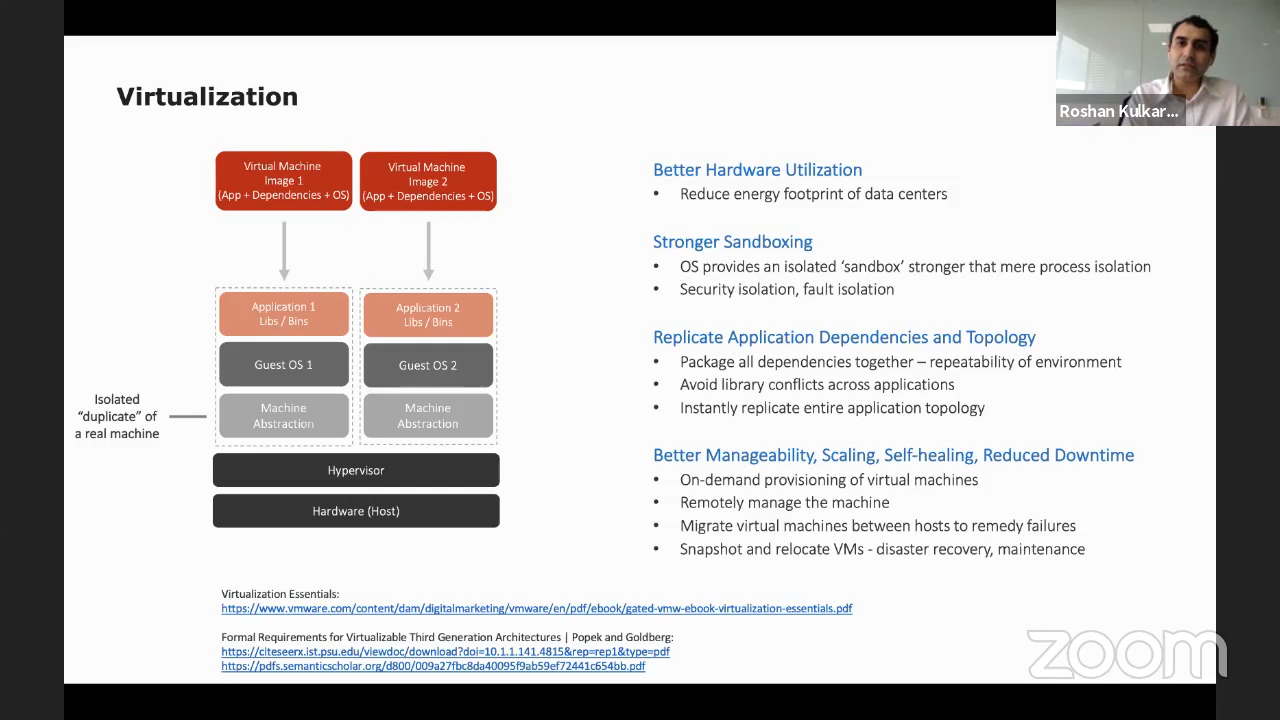 Virtualization
Roshan Kulkar...
Virtual Machine
Image 1
(App + Dependencies + OS)
Virtual Machine
Image 2
(App + Dependencies + OS)
Application 1
Libs / Bins
Application 2
Libs / Bins
Guest OS 1
Guest OS 2
Machine
Abstraction
Machine
Abstraction
Isolated
“duplicate” of
a real machine
Hypervisor
Hardware (Host)
Better Hardware Utilization
• Reduce energy footprint of data centers
Stronger Sandboxing
• OS provides an isolated ‘sandbox’ stronger that mere process isolation
• Security isolation, fault isolation
Replicate Application Dependencies and Topology
• Package all dependencies together – repeatability of environment
• Avoid library conflicts across applications
• Instantly replicate entire application topology
Better Manageability, Scaling, Self-healing, Reduced Downtime
• On-demand provisioning of virtual machines
• Remotely manage the machine
• Migrate virtual machines between hosts to remedy failures
• Snapshot and relocate VMs - disaster recovery, maintenance
Virtualization Essentials:
https://www.vmware.com/content/dam/digitalmarketing/vmware/en/pdf/ebook/gated-vmw-ebook-virtualization-essentials.pdf
Formal Requirements for Virtualizable Third Generation Architectures | Popek and Goldberg:
https://citeseerx.ist.psu.edu/viewdoc/download?doi=10.1.1.141.4815&rep=rep1&type=pdf
https://pdfs.semanticscholar.org/d800/009a27fbc8da40095f9ab59ef72441c654bb.pdf
zoom